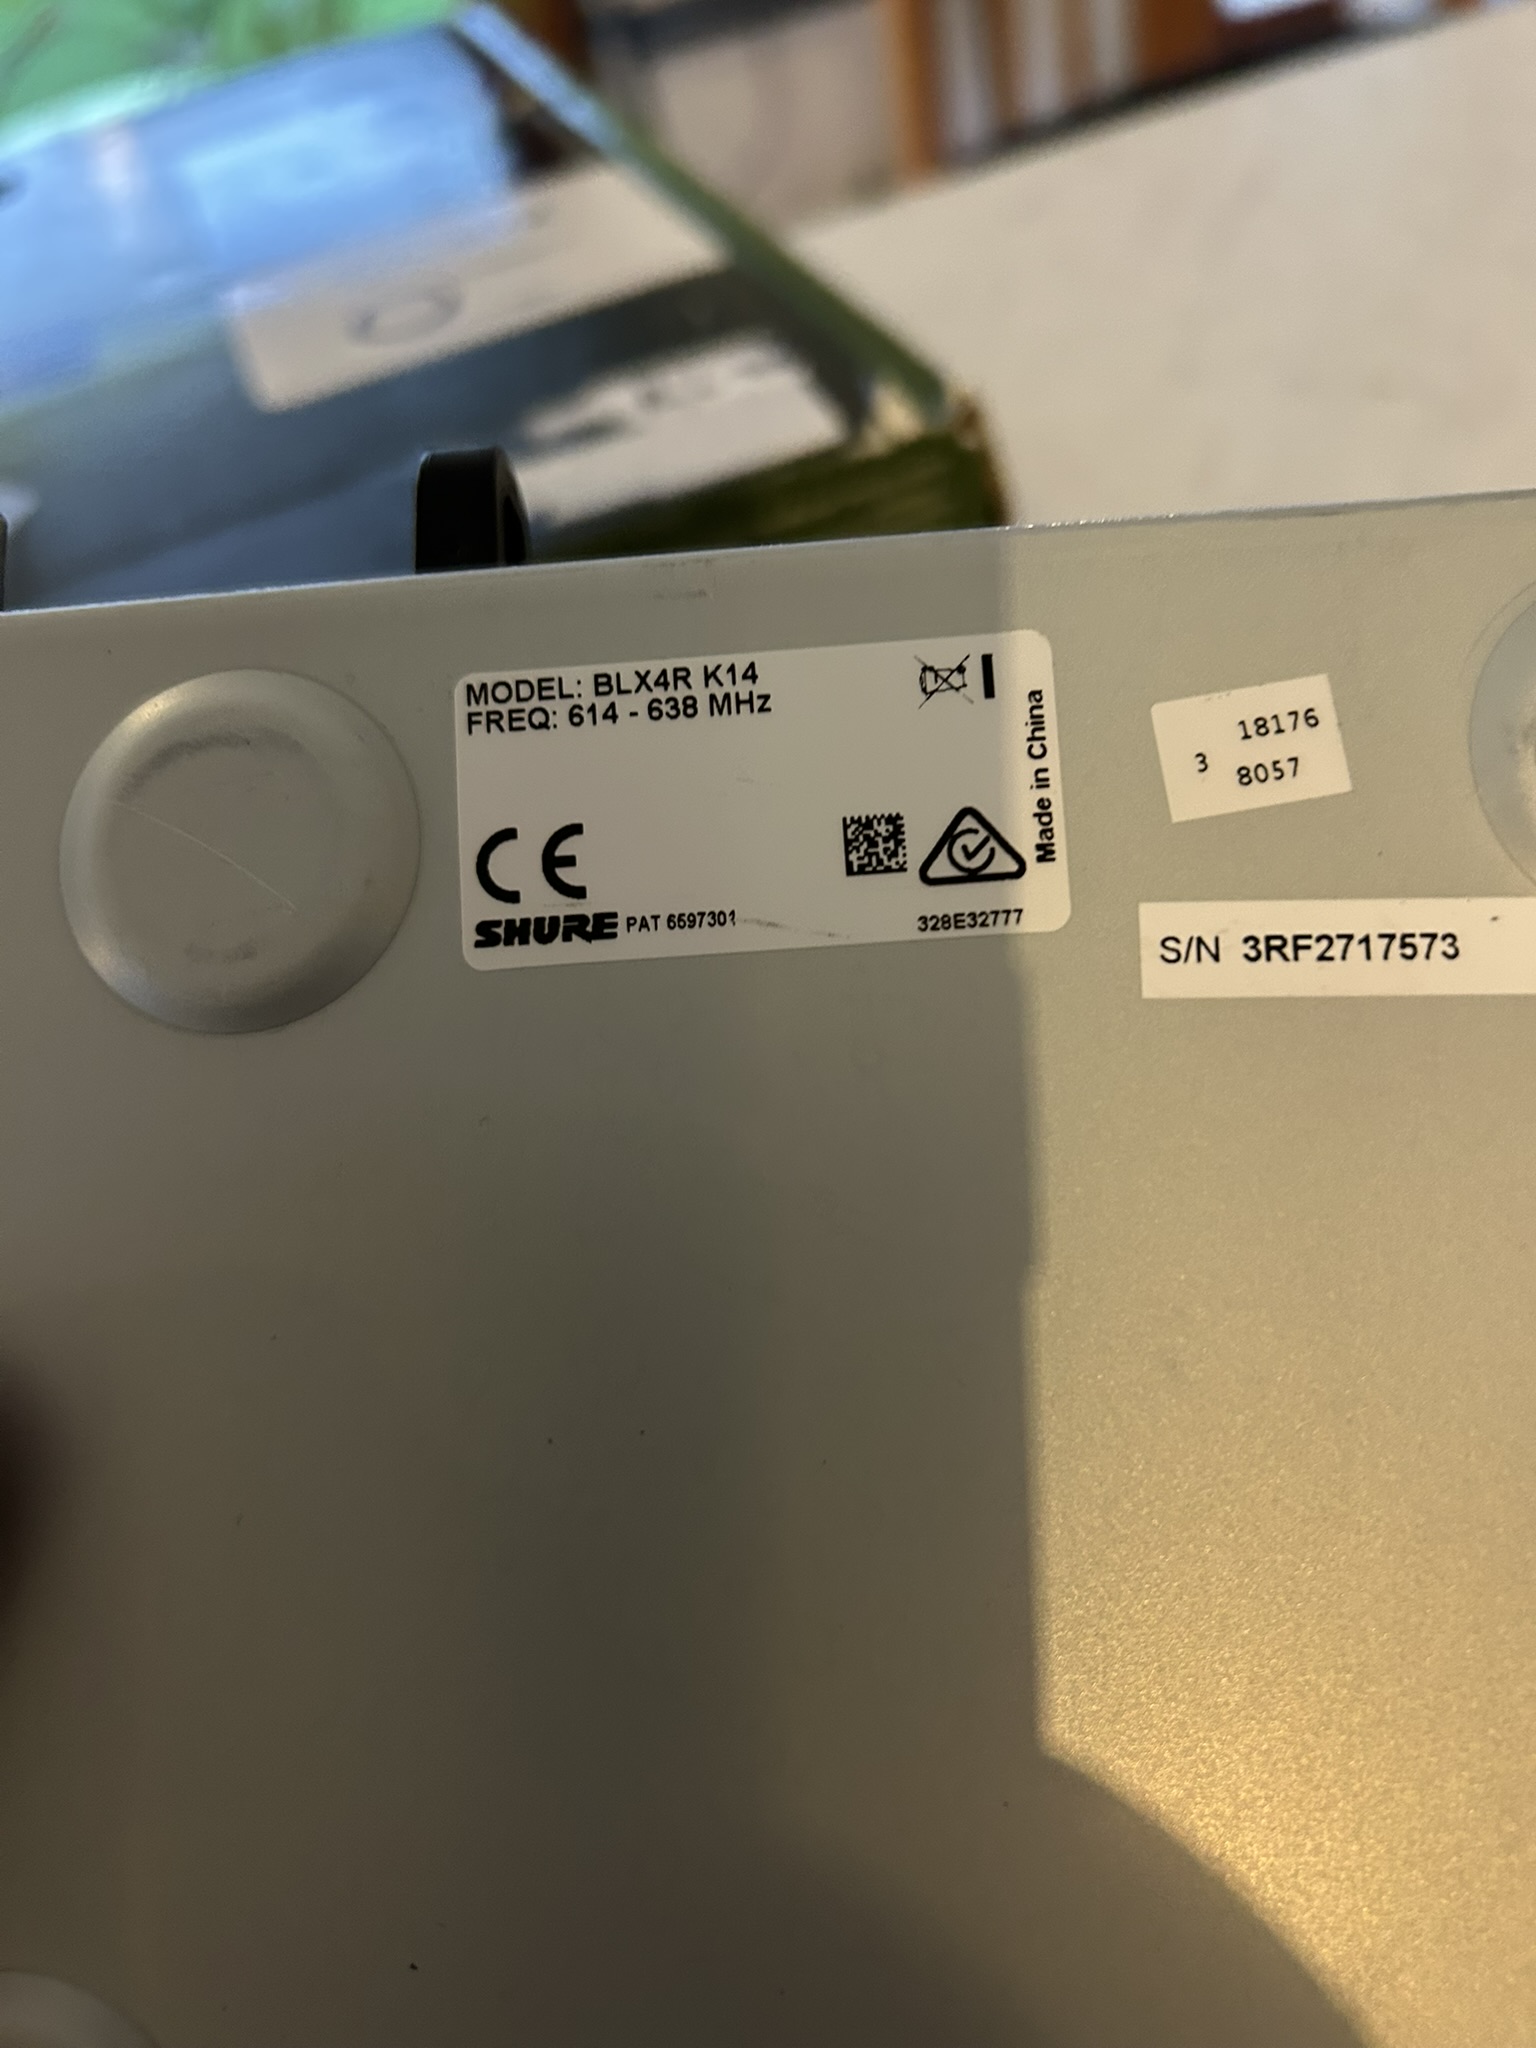 MODEL: BLX4R K14
FREQ: 614 - 638 MHz
Made in China
CE
SHURE PAT 6597301
328E32777
3 18176
8057
S/N 3RF2717573